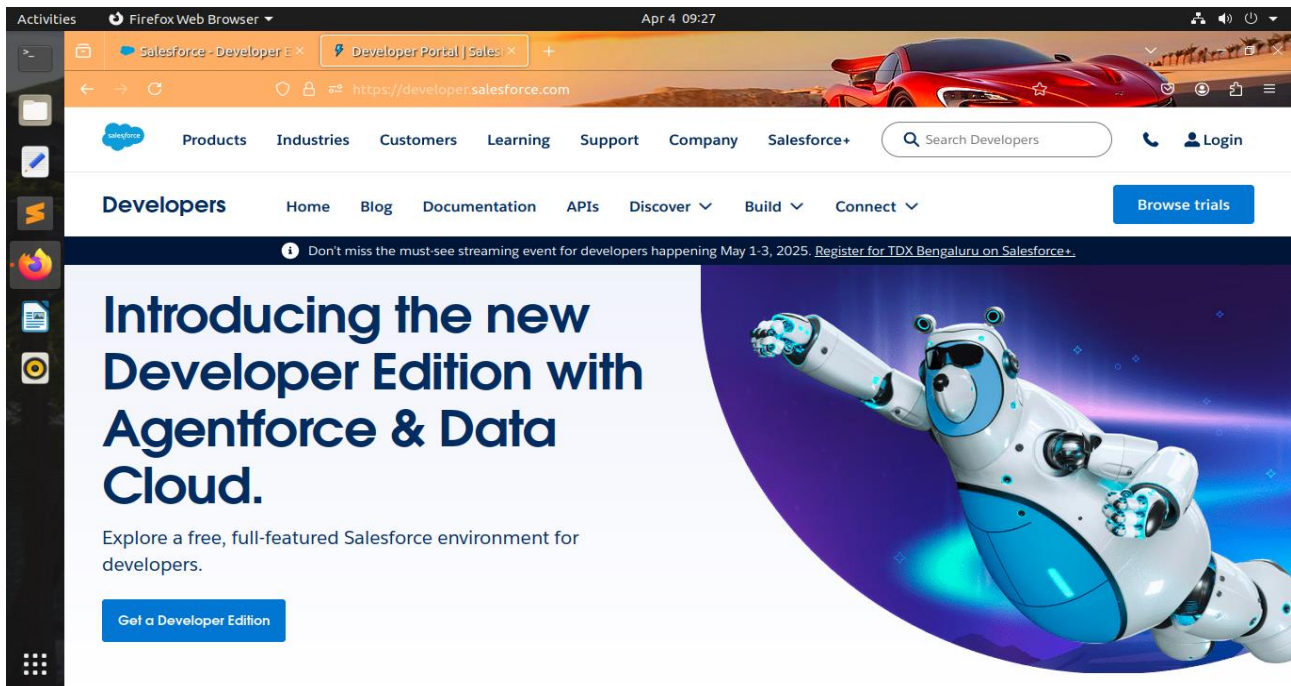 Activities
Firefox Web Browser
Apr 4 09:27
Salesforce - Developer E
Developer Portal | Sales
https://developer.salesforce.com
salesforce
Products
Industries
Customers
Learning
Support
Company
Salesforce+
Search Developers
Login
Developers
Home
Blog
Documentation
APIs
Discover
Build
Connect
Browse trials
Don't miss the must-see streaming event for developers happening May 1-3, 2025. Register for TDX Bengaluru on Salesforce+.
Introducing the new
Developer Edition with
Agentforce & Data
Cloud.
Explore a free, full-featured Salesforce environment for
developers.
Get a Developer Edition